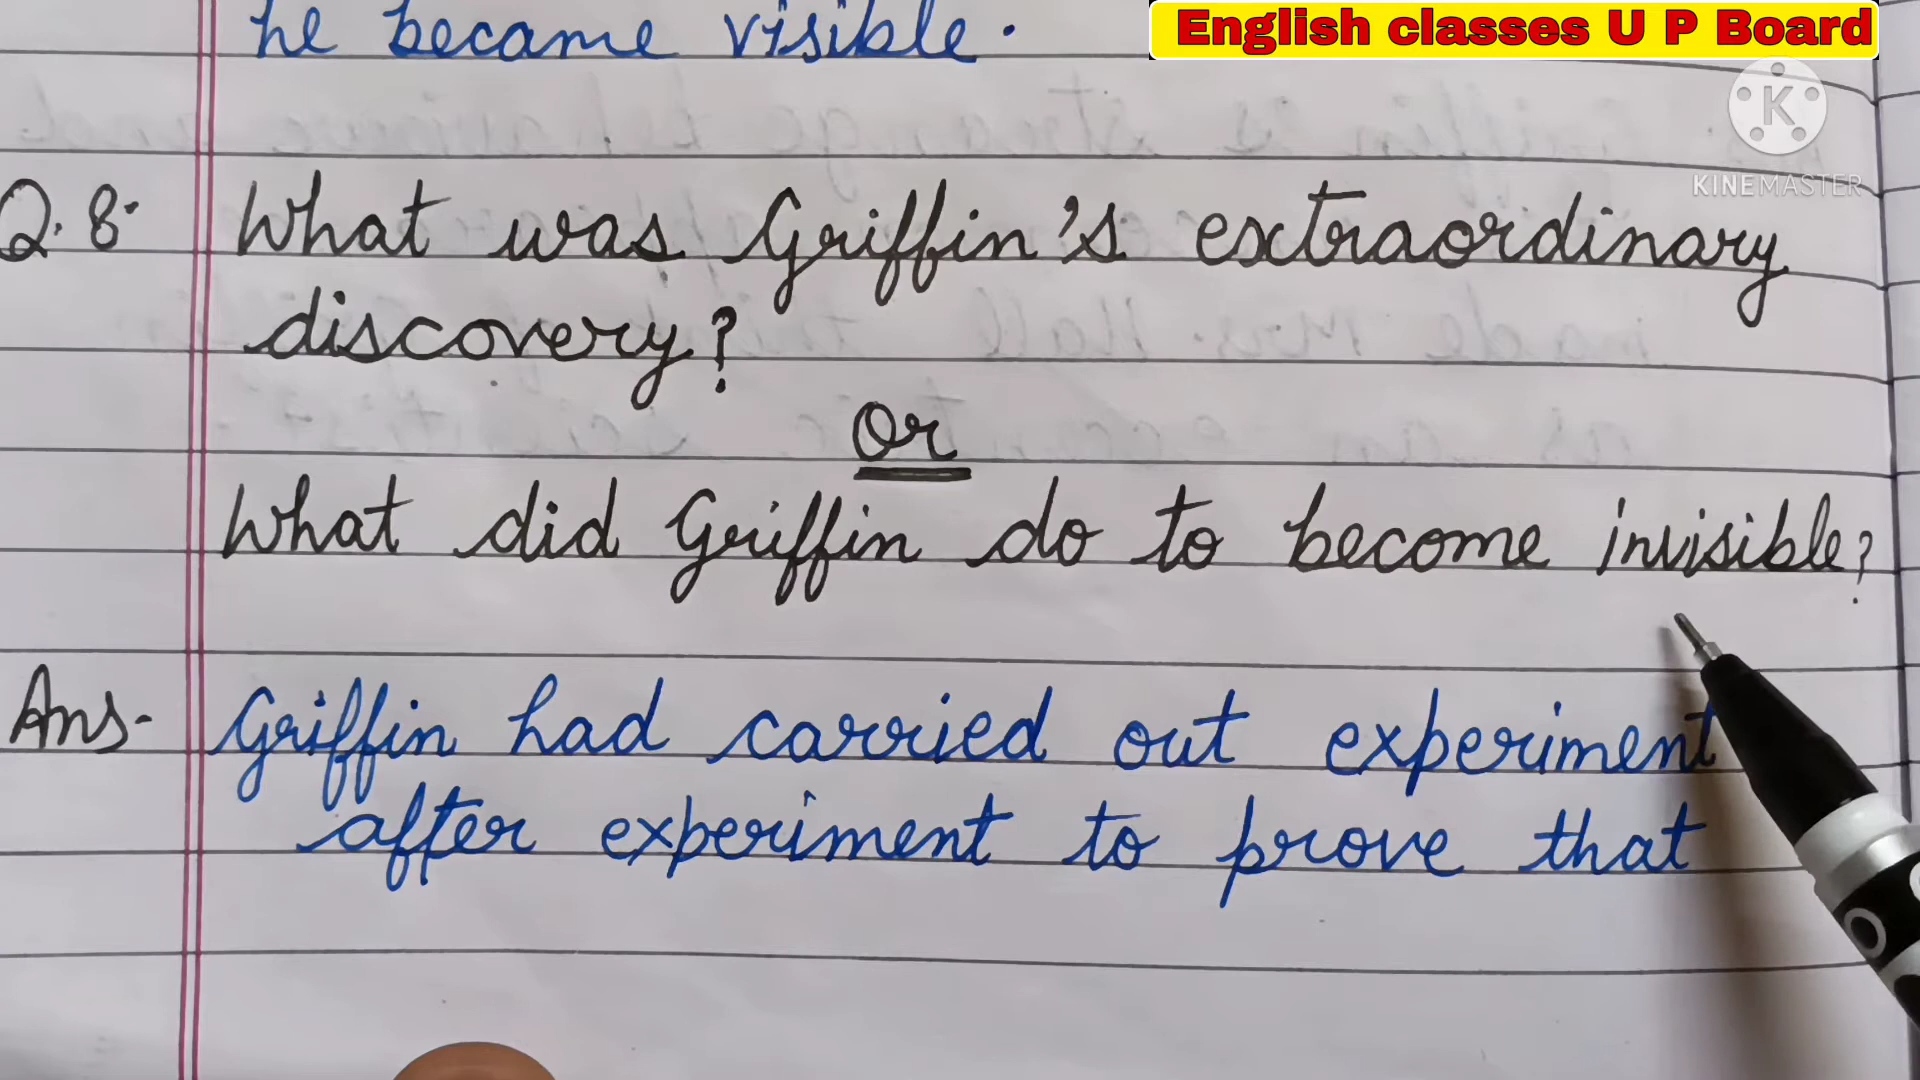 he became visible.
English classes U P Board
KINEMASTER
Q.8. What was Griffin's extraordinary
discovery?
Or
What did Griffin do to become invisible?
Ans- Griffin had carried out experiment
after experiment to prove that